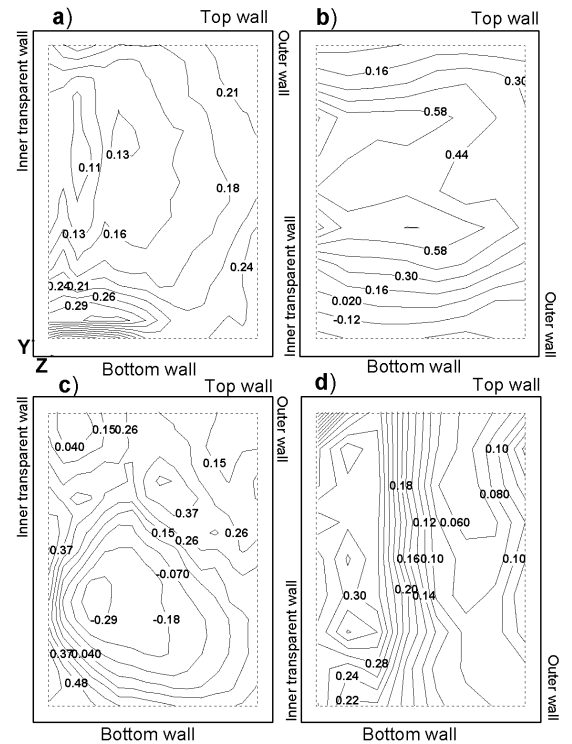 a)
Top wall
Inner transparent wall
Outer wall
0.21
0.13
0.11
0.18
0.13
0.16
0.24
0.24
0.21
0.26
0.29
Y
Z
Bottom wall
b)
Top wall
0.16
0.30
0.58
0.44
0.58
0.30
0.16
0.020
-0.12
Inner transparent wall
Outer wall
Bottom wall
c)
Top wall
Inner transparent wall
Outer wall
0.15
0.26
0.040
0.15
0.37
0.15
0.26
0.26
0.37
-0.070
-0.29
-0.18
0.37
0.040
0.48
Bottom wall
d)
Top wall
0.10
0.18
0.080
0.12
0.060
0.16
0.10
0.10
0.20
0.14
0.30
0.28
0.24
0.22
Inner transparent wall
Outer wall
Bottom wall